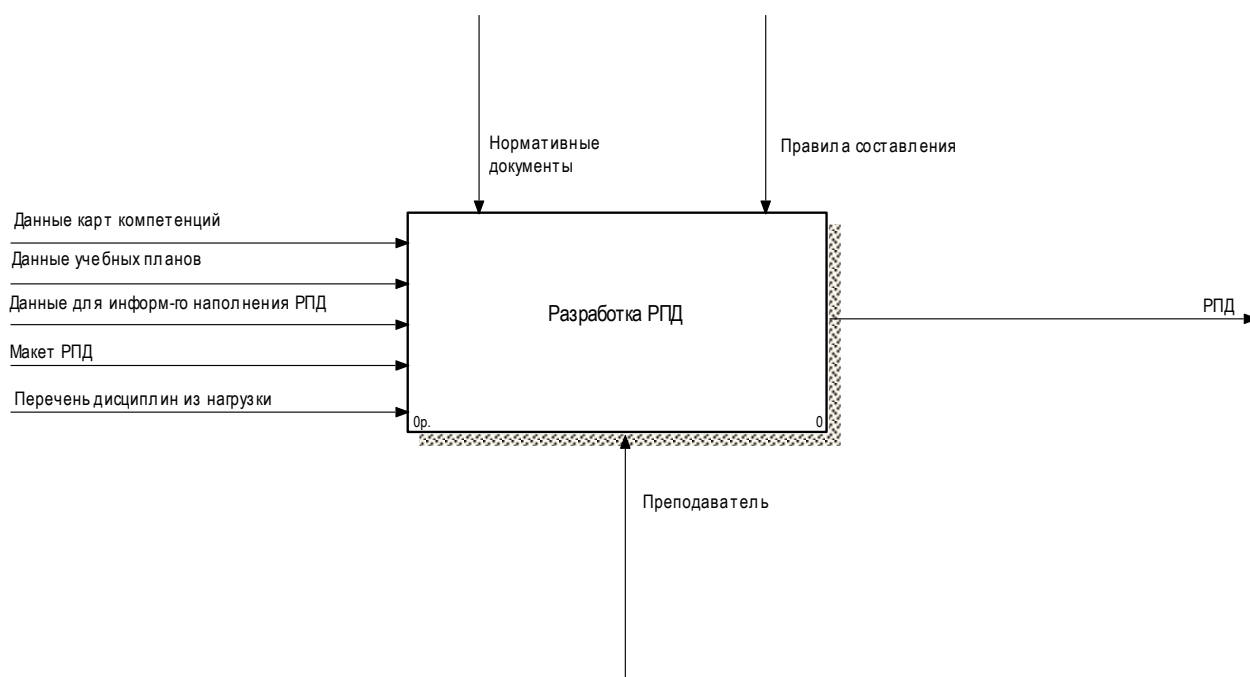 Нормативные
документы
Правила составления
Данные карт компетенций
Данные учебных планов
Данные для информ-го наполнения РПД
Макет РПД
Перечень дисциплин из нагрузки
Разработка РПД
0р.
0
РПД
Преподаватель